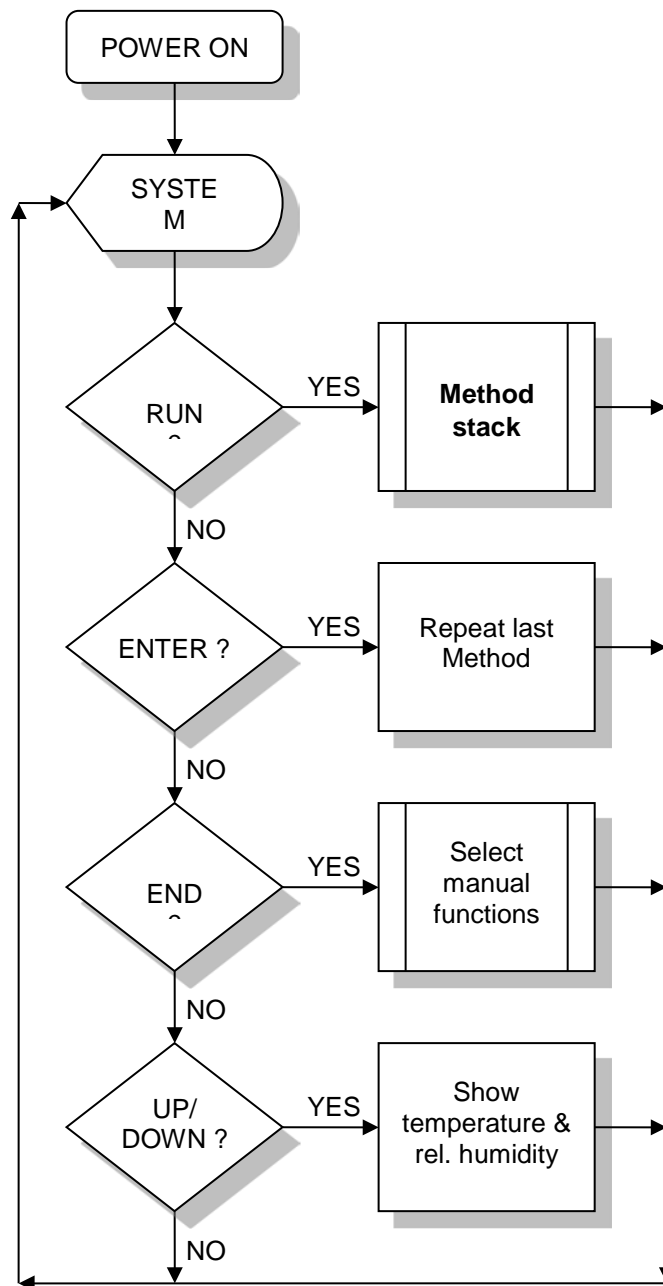 POWER ON
SYSTE
M
RUN
YES
Method
stack
NO
ENTER ?
YES
Repeat last
Method
NO
END
YES
Select
manual
functions
NO
UP/
DOWN ?
YES
Show
temperature &
rel. humidity
NO